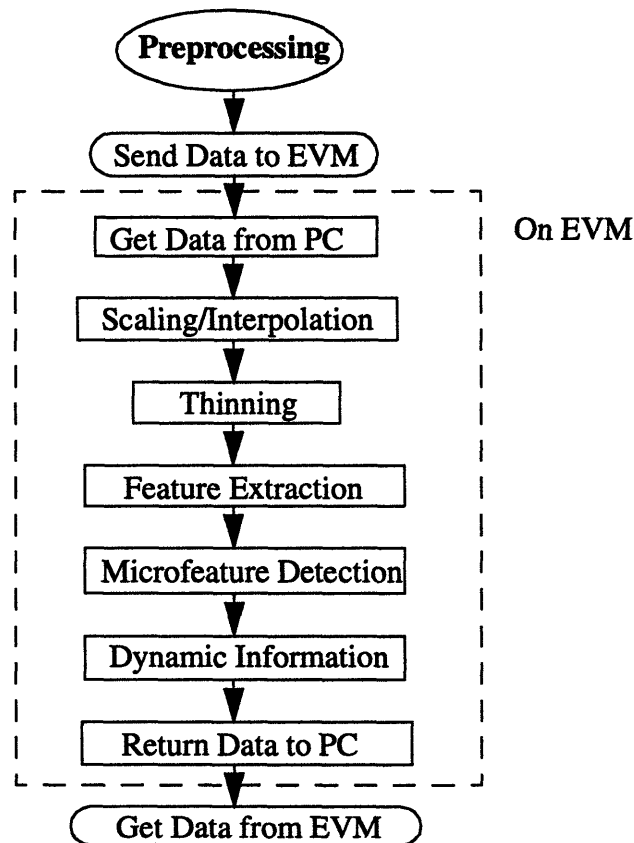 Preprocessing
Send Data to EVM
On EVM
Get Data from PC
Scaling/Interpolation
Thinning
Feature Extraction
Microfeature Detection
Dynamic Information
Return Data to PC
Get Data from EVM